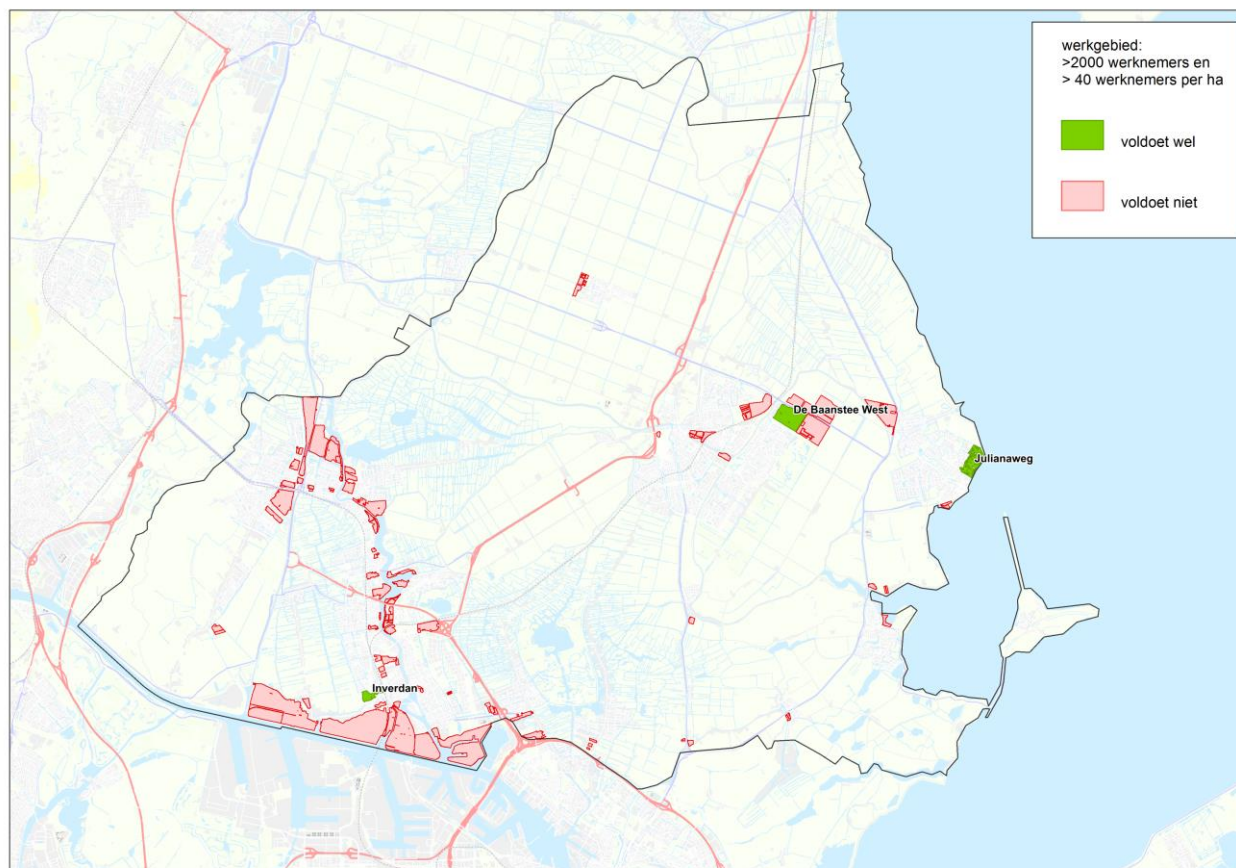 werkgebied:
>2000 werknemers en
> 40 werknemers per ha
voldoet wel
voldoet niet
De Baanstee West
Julianaweg
Inverdan